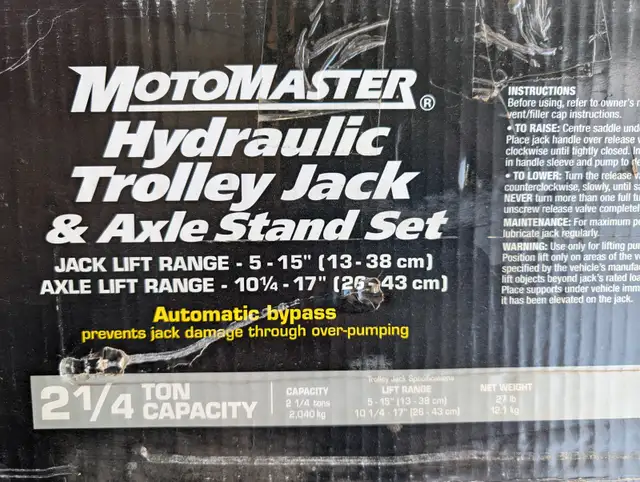 MOTOMASTER®
Hydraulic
Trolley Jack
& Axle Stand Set
JACK LIFT RANGE - 5 - 15" (13 - 38 cm)
AXLE LIFT RANGE - 10¼ - 17" (26 - 43 cm)
Automatic bypass
prevents jack damage through over-pumping
2 1/4 TON
CAPACITY
Trolley Jack Specifications
CAPACITY
2 1/4 tons
2,040 kg
LIFT RANGE
5 - 15" (13 - 38 cm)
10 1/4 - 17" (26 - 43 cm)
NET WEIGHT
27 lb
12.1 kg
INSTRUCTIONS
Before using, refer to owner's
vent/filler cap instructions.
• TO RAISE: Centre saddle
Place jack handle over release
clockwise until tightly closed.
in handle sleeve and pump to
• TO LOWER: Turn the release
counterclockwise, slowly, until
NEVER turn more than one full
unscrew release valve
MAINTENANCE: For maximum
lubricate jack regularly.
WARNING: Use only for lifting
Position lift only on areas of the
specified by the vehicle's
lift objects beyond jack's rated
Place supports under vehicle
it has been elevated on the jack.